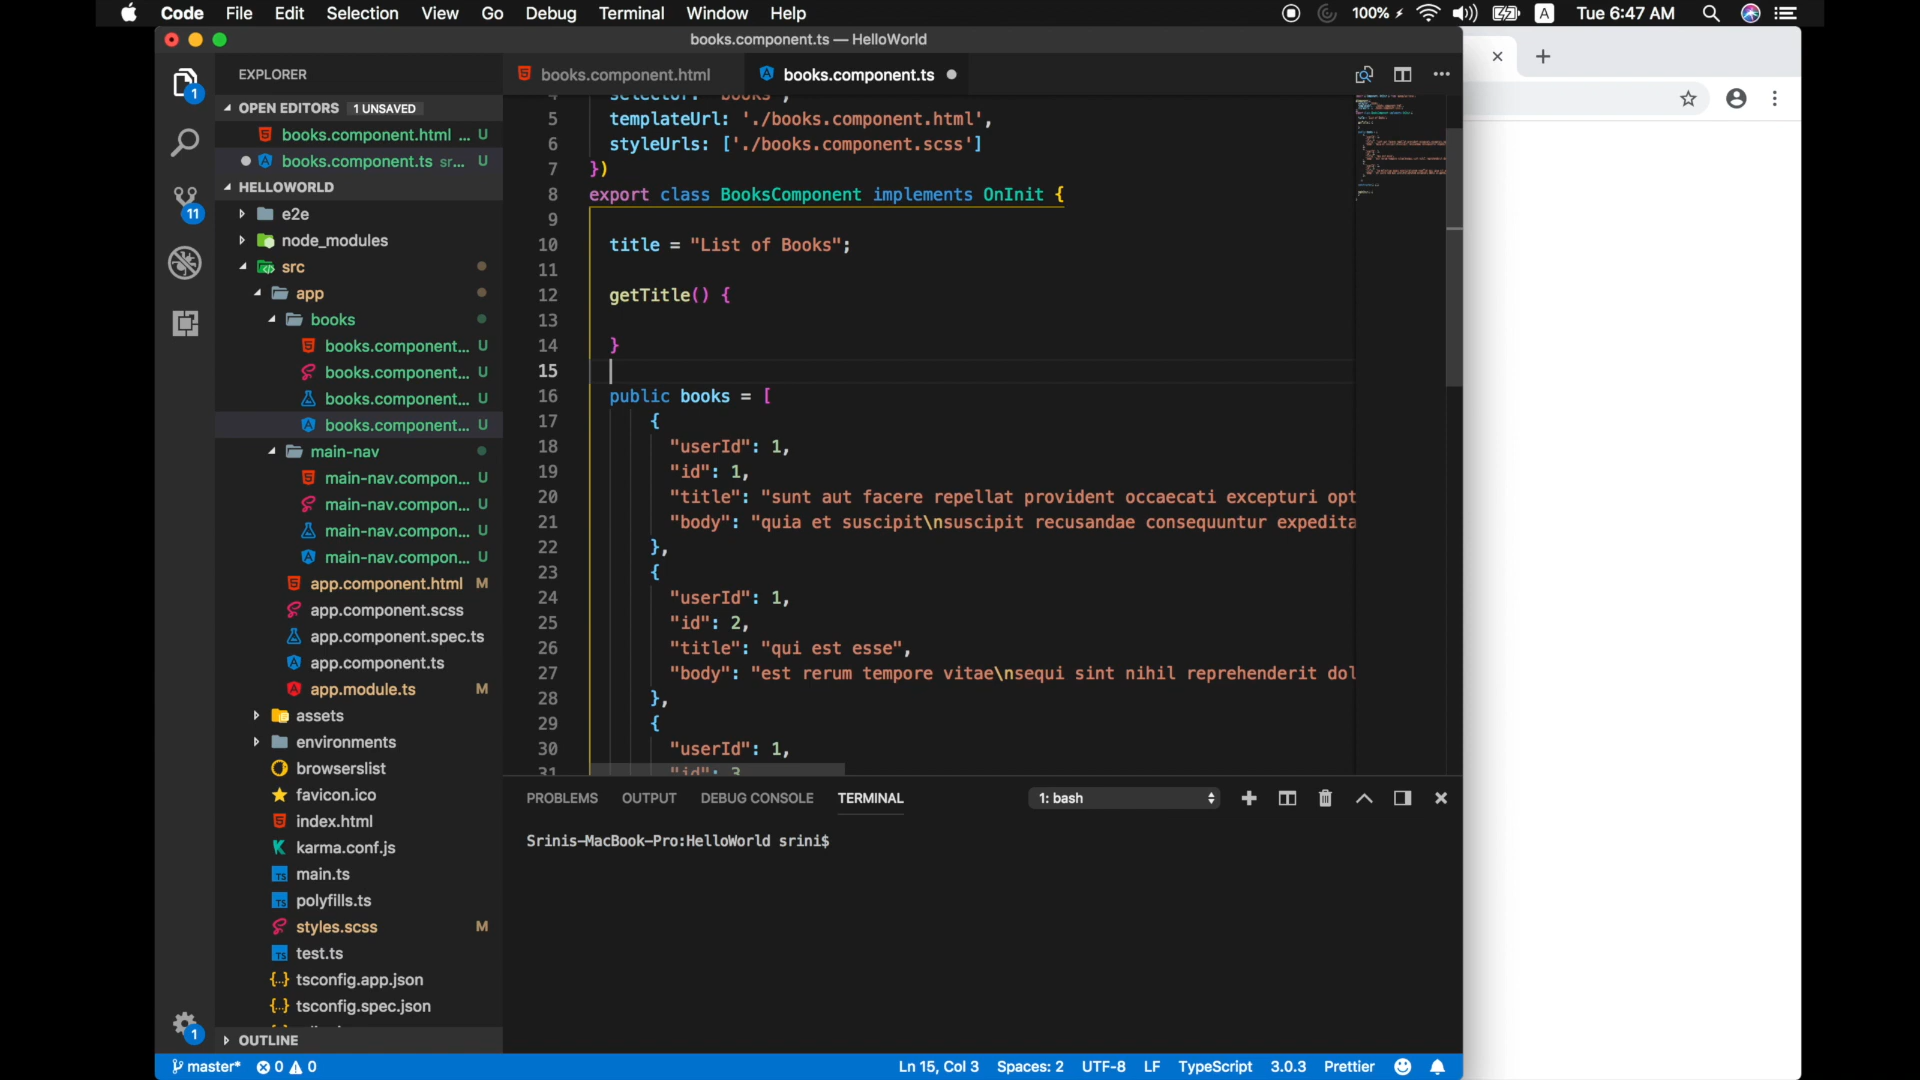 Code File Edit Selection View Go Debug Terminal Window Help 100% A Tue 6:47 AM
books.component.ts — HelloWorld
EXPLORER
OPEN EDITORS 1 UNSAVED
books.component.html ... U
books.component.ts sr... U
HELLOWORLD
e2e
node_modules
src
app
books
books.component... U
books.component... U
books.component... U
books.component... U
main-nav
main-nav.compon... U
main-nav.compon... U
main-nav.compon... U
main-nav.compon... U
app.component.html M
app.component.scss
app.component.spec.ts
app.component.ts
app.module.ts M
assets
environments
browserslist
favicon.ico
index.html
karma.conf.js
main.ts
polyfills.ts
styles.scss M
test.ts
tsconfig.app.json
tsconfig.spec.json
OUTLINE
1
11
1
books.component.html books.component.ts
4 selector: 'books',
5 templateUrl: './books.component.html',
6 styleUrls: ['./books.component.scss']
7 })
8 export class BooksComponent implements OnInit {
9
10 title = "List of Books";
11
12 getTitle() {
13
14 }
15
16 public books = [
17 {
18 "userId": 1,
19 "id": 1,
20 "title": "sunt aut facere repellat provident occaecati excepturi opt
21 "body": "quia et suscipit\nsuscipit recusandae consequuntur expedita
22 },
23 {
24 "userId": 1,
25 "id": 2,
26 "title": "qui est esse",
27 "body": "est rerum tempore vitae\nsequi sint nihil reprehenderit dol
28 },
29 {
30 "userId": 1,
31 "id": 3
PROBLEMS OUTPUT DEBUG CONSOLE TERMINAL 1: bash
Srinis-MacBook-Pro:HelloWorld srini$
master* 0 0 Ln 15, Col 3 Spaces: 2 UTF-8 LF TypeScript 3.0.3 Prettier